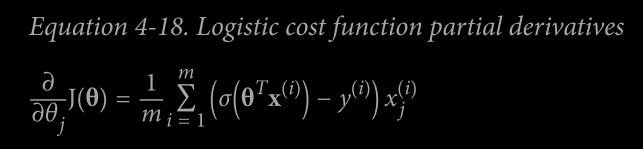 Equation 4-18. Logistic cost function partial derivatives
∂/∂θ_j J(θ) = 1/m ∑_{i = 1}^{m} (σ(θ^T x^(i)) − y^(i)) x_j^(i)